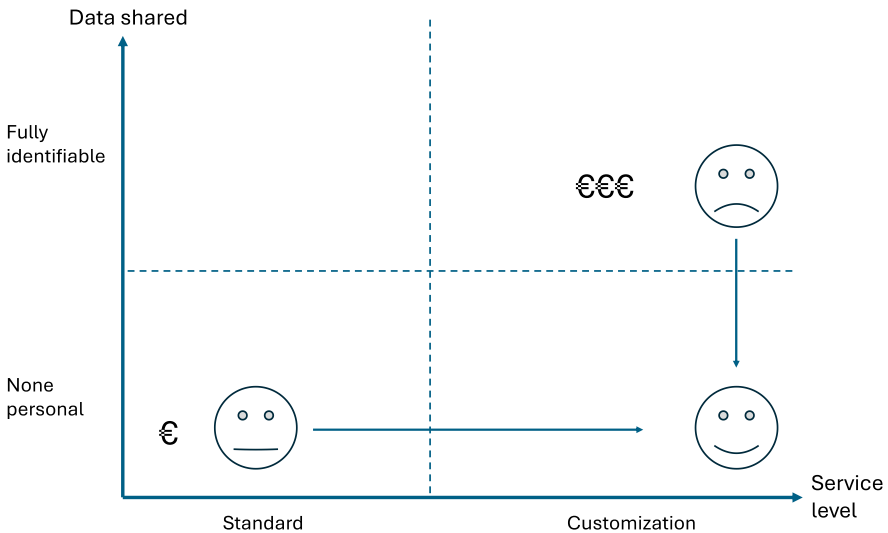 Data shared
Fully
identifiable
€€€
None
personal
€
Service
level
Standard
Customization